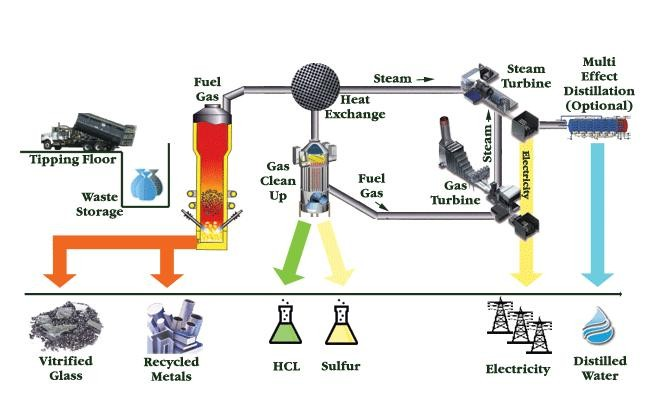 Multi
Effect
Distillation
(Optional)
Steam
Turbine
Steam
Fuel
Gas
Heat
Exchange
Tipping Floor
Waste
Storage
Gas
Clean
Up
Fuel
Gas
Gas
Turbine
Steam
Electricity
Vitrified
Glass
Recycled
Metals
HCL
Sulfur
Electricity
Distilled
Water